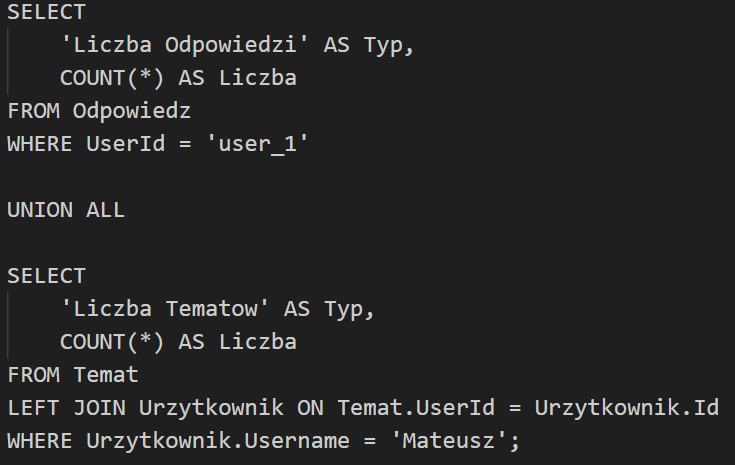 SELECT
    'Liczba Odpowiedzi' AS Typ,
    COUNT(*) AS Liczba
FROM Odpowiedz
WHERE UserId = 'user_1'

UNION ALL

SELECT
    'Liczba Tematow' AS Typ,
    COUNT(*) AS Liczba
FROM Temat
LEFT JOIN Urzytkownik ON Temat.UserId = Urzytkownik.Id
WHERE Urzytkownik.Username = 'Mateusz';